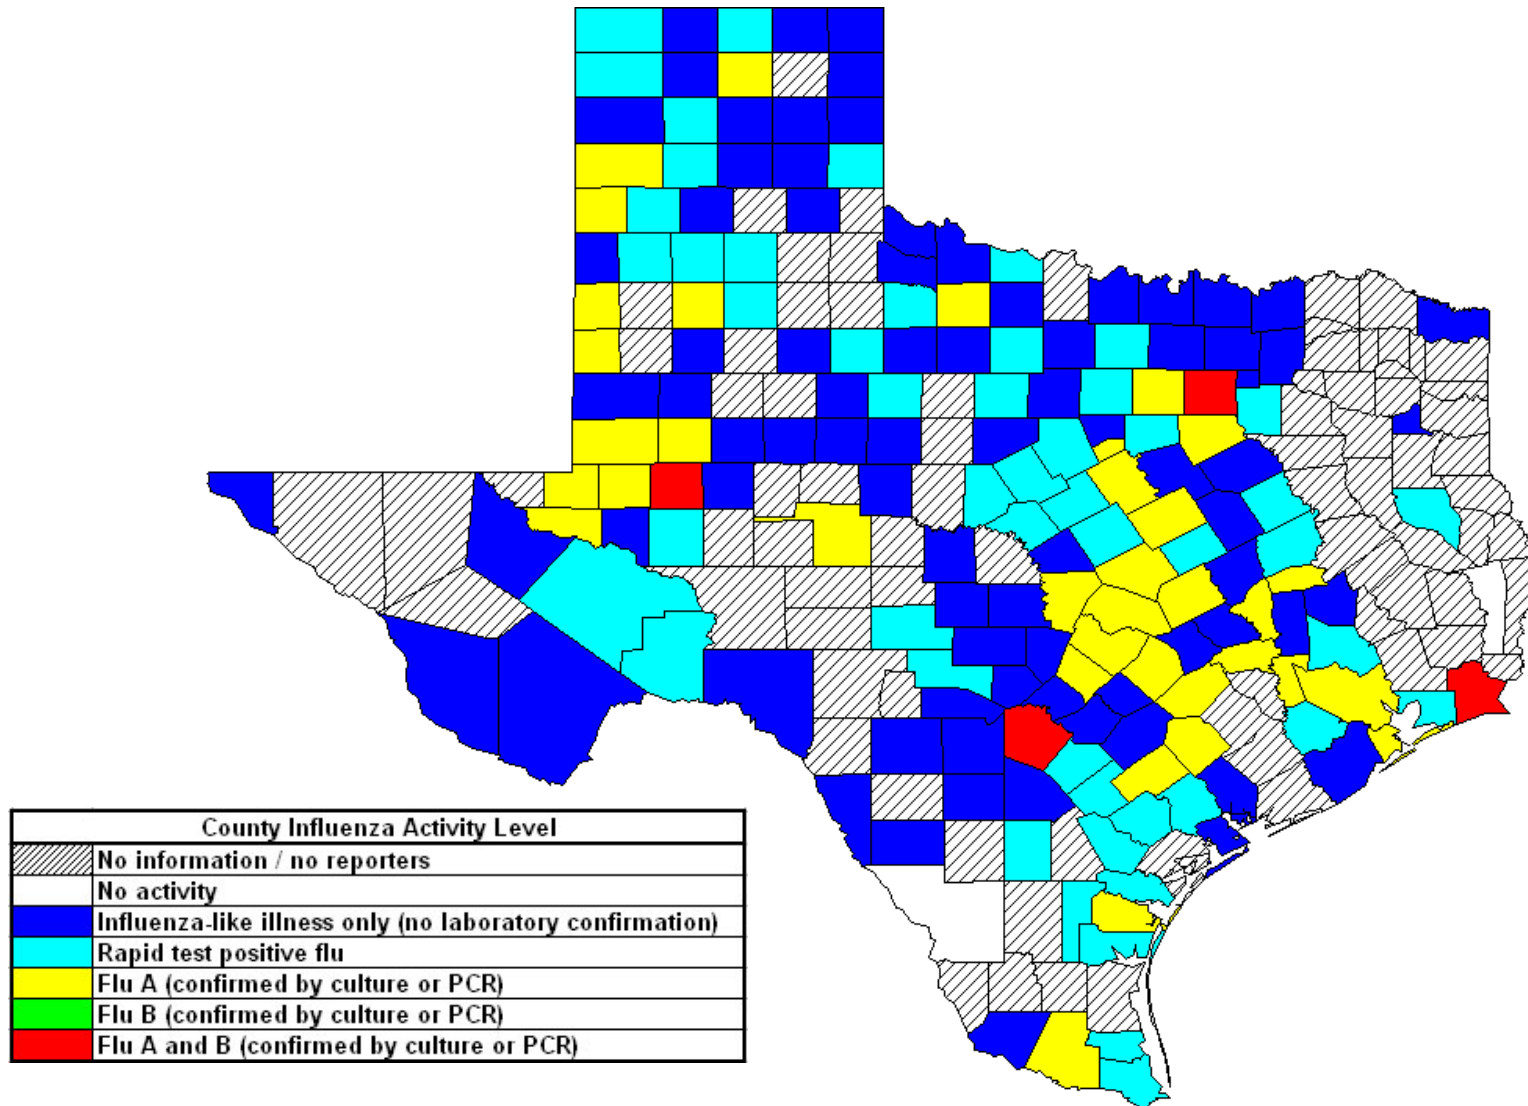 County Influenza Activity Level
No information / no reporters
No activity
Influenza-like illness only (no laboratory confirmation)
Rapid test positive flu
Flu A (confirmed by culture or PCR)
Flu B (confirmed by culture or PCR)
Flu A and B (confirmed by culture or PCR)